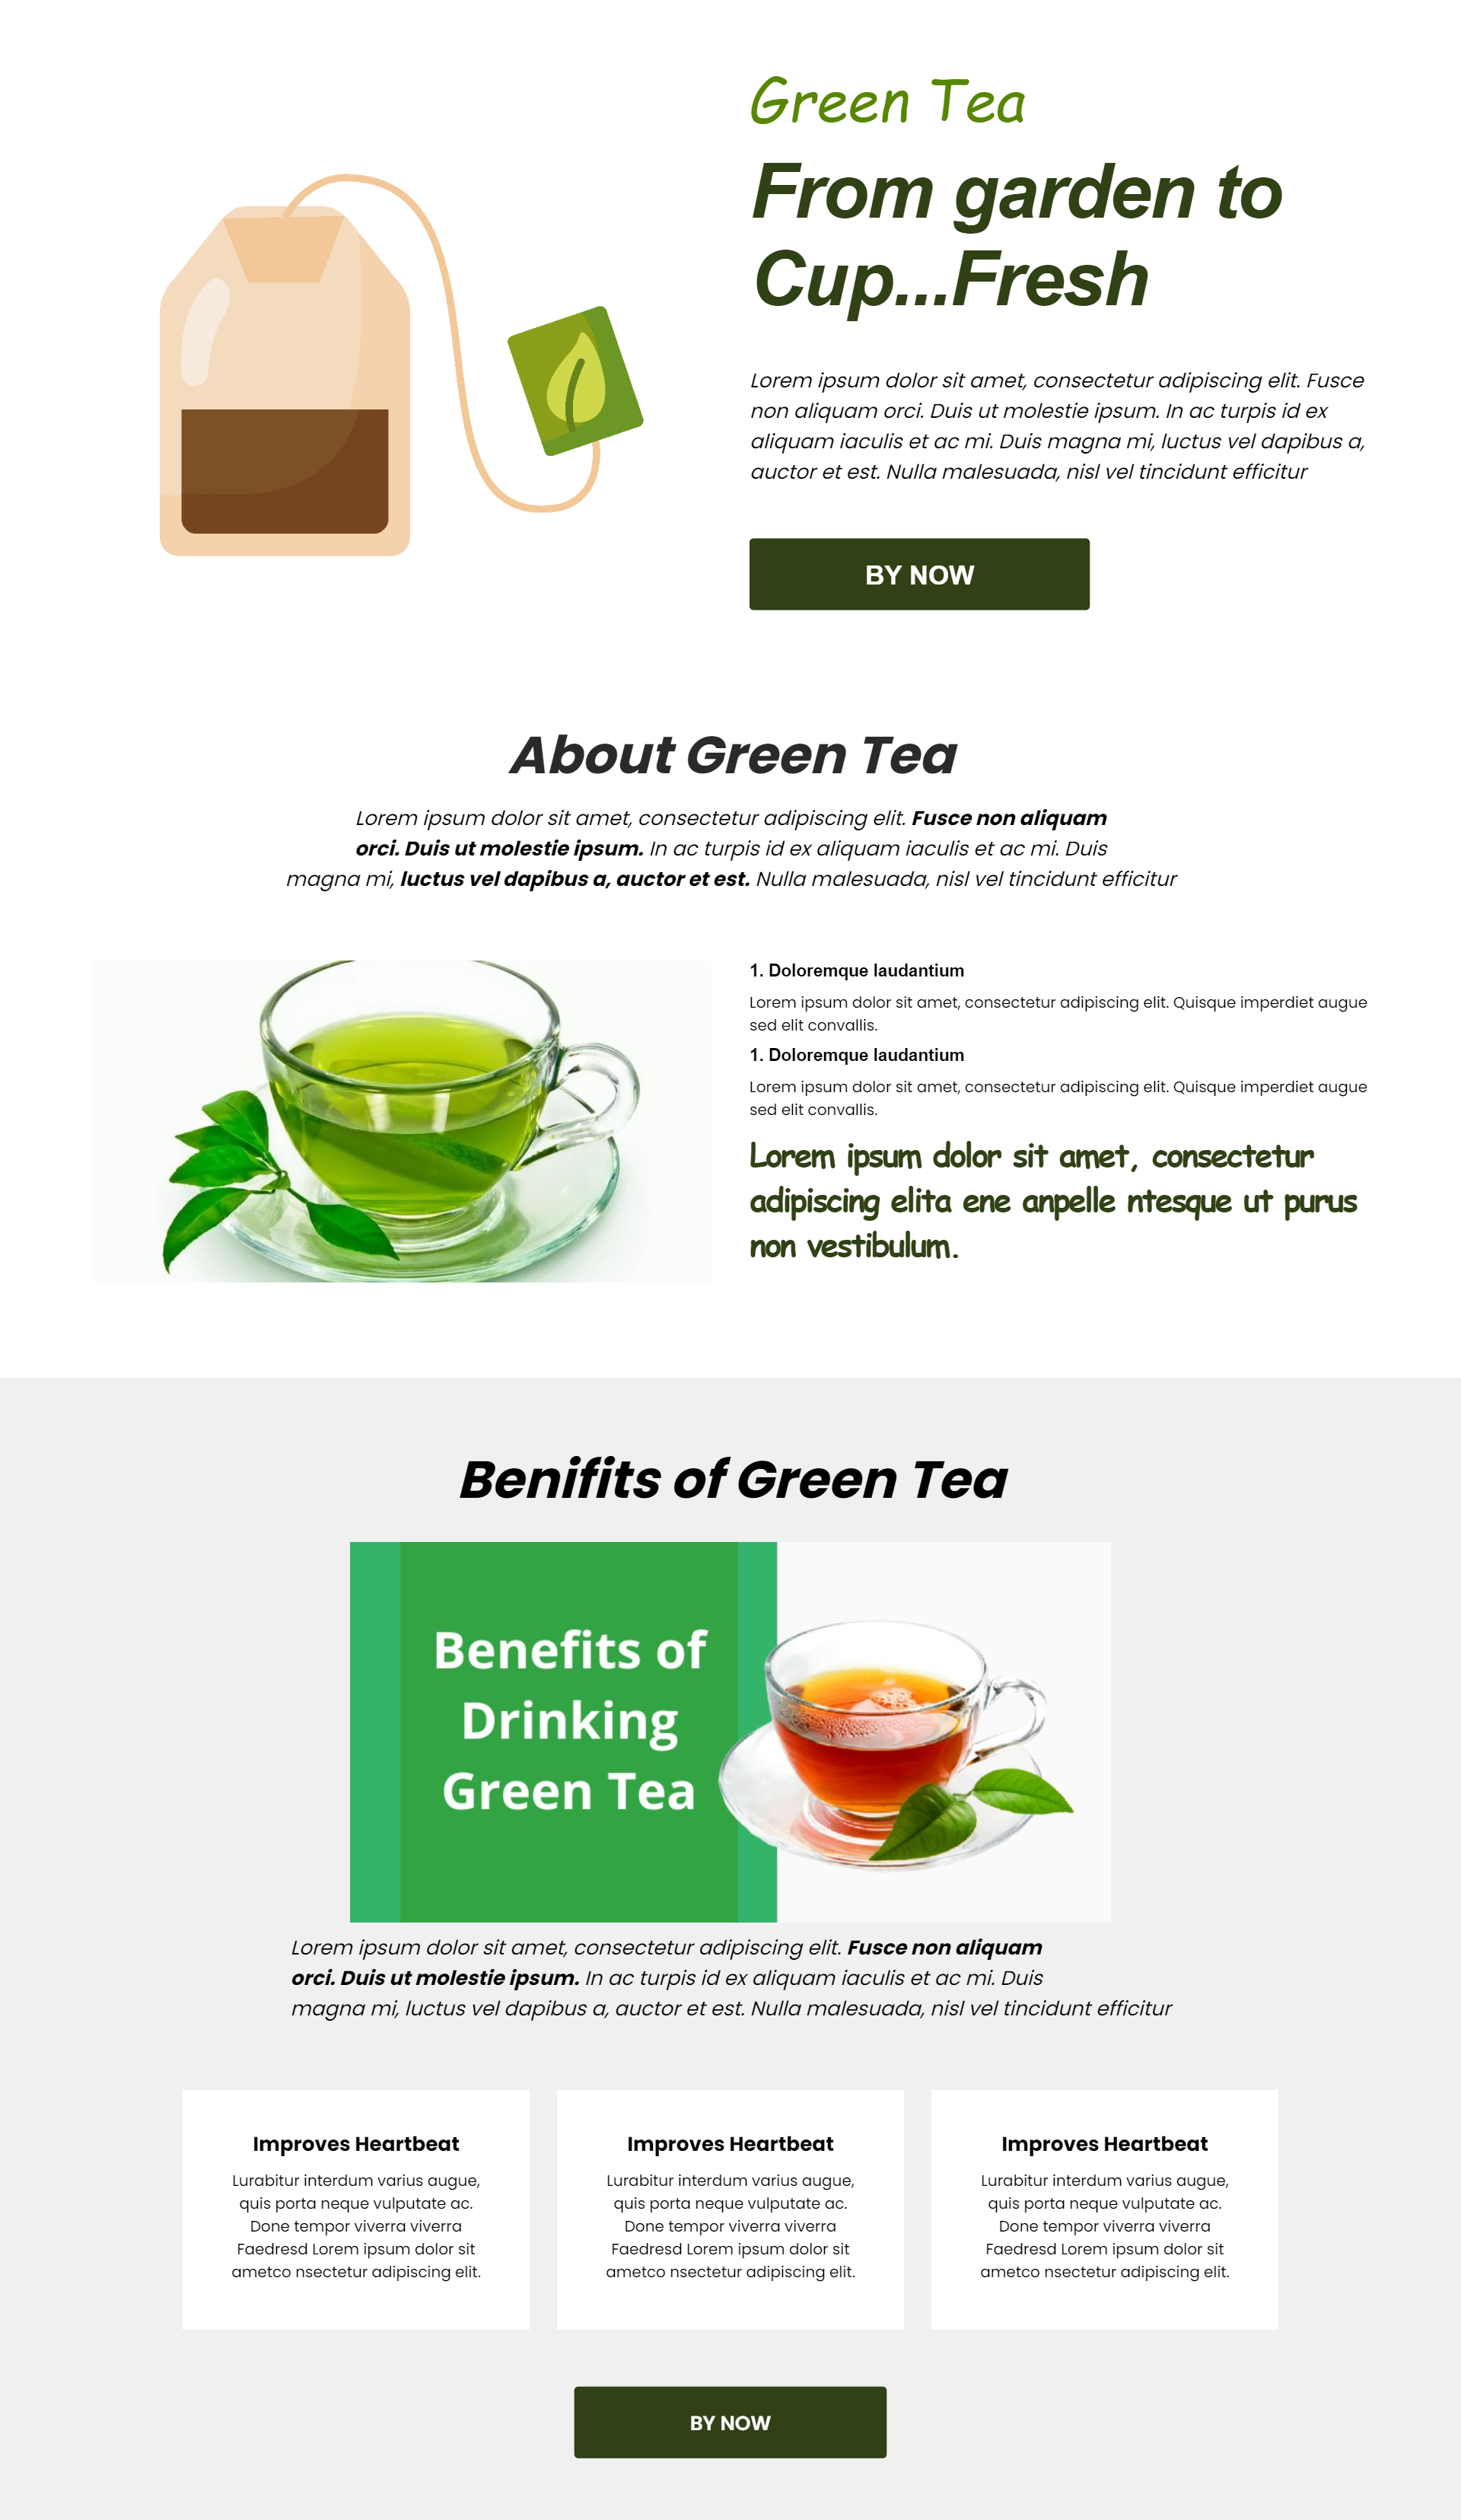 Green Tea
From garden to
Cup...Fresh
Lorem ipsum dolor sit amet, consectetur adipiscing elit. Fusce
non aliquam orci. Duis ut molestie ipsum. In ac turpis id ex
aliquam iaculis et ac mi. Duis magna mi, luctus vel dapibus a,
auctor et est. Nulla malesuada, nisl vel tincidunt efficitur
BY NOW
About Green Tea
Lorem ipsum dolor sit amet, consectetur adipiscing elit. Fusce non aliquam
orci. Duis ut molestie ipsum. In ac turpis id ex aliquam iaculis et ac mi. Duis
magna mi, luctus vel dapibus a, auctor et est. Nulla malesuada, nisl vel tincidunt efficitur
1. Doloremque laudantium
Lorem ipsum dolor sit amet, consectetur adipiscing elit. Quisque imperdiet augue
sed elit convallis.
1. Doloremque laudantium
Lorem ipsum dolor sit amet, consectetur adipiscing elit. Quisque imperdiet augue
sed elit convallis.
Lorem ipsum dolor sit amet, consectetur
adipiscing elita ene anpelle ntesque ut purus
non vestibulum.
Benifits of Green Tea
Benefits of
Drinking
Green Tea
Lorem ipsum dolor sit amet, consectetur adipiscing elit. Fusce non aliquam
orci. Duis ut molestie ipsum. In ac turpis id ex aliquam iaculis et ac mi. Duis
magna mi, luctus vel dapibus a, auctor et est. Nulla malesuada, nisl vel tincidunt efficitur
Improves Heartbeat
Lurabitur interdum varius augue,
quis porta neque vulputate ac.
Done tempor viverra viverra
Faedresd Lorem ipsum dolor sit
ametco nsectetur adipiscing elit.
Improves Heartbeat
Lurabitur interdum varius augue,
quis porta neque vulputate ac.
Done tempor viverra viverra
Faedresd Lorem ipsum dolor sit
ametco nsectetur adipiscing elit.
Improves Heartbeat
Lurabitur interdum varius augue,
quis porta neque vulputate ac.
Done tempor viverra viverra
Faedresd Lorem ipsum dolor sit
ametco nsectetur adipiscing elit.
BY NOW